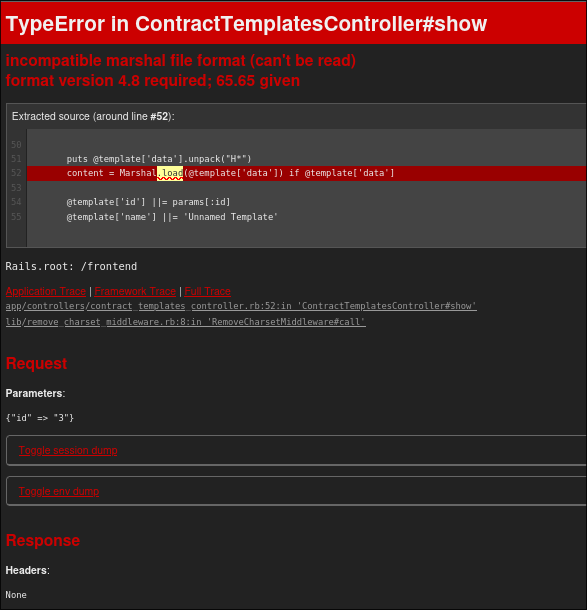 TypeError in ContractTemplatesController#show
incompatible marshal file format (can't be read)
format version 4.8 required; 65.65 given
Extracted source (around line #52):
50
51 puts @template['data'].unpack("H*")
52 content = Marshal.load(@template['data']) if @template['data']
53
54 @template['id'] ||= params[:id]
55 @template['name'] ||= 'Unnamed Template'
Rails.root: /frontend
Application Trace | Framework Trace | Full Trace
app/controllers/contract_templates_controller.rb:52:in 'ContractTemplatesController#show'
lib/remove_charset_middleware.rb:8:in 'RemoveCharsetMiddleware#call'
Request
Parameters:
{"id" => "3"}
Toggle session dump
Toggle env dump
Response
Headers:
None